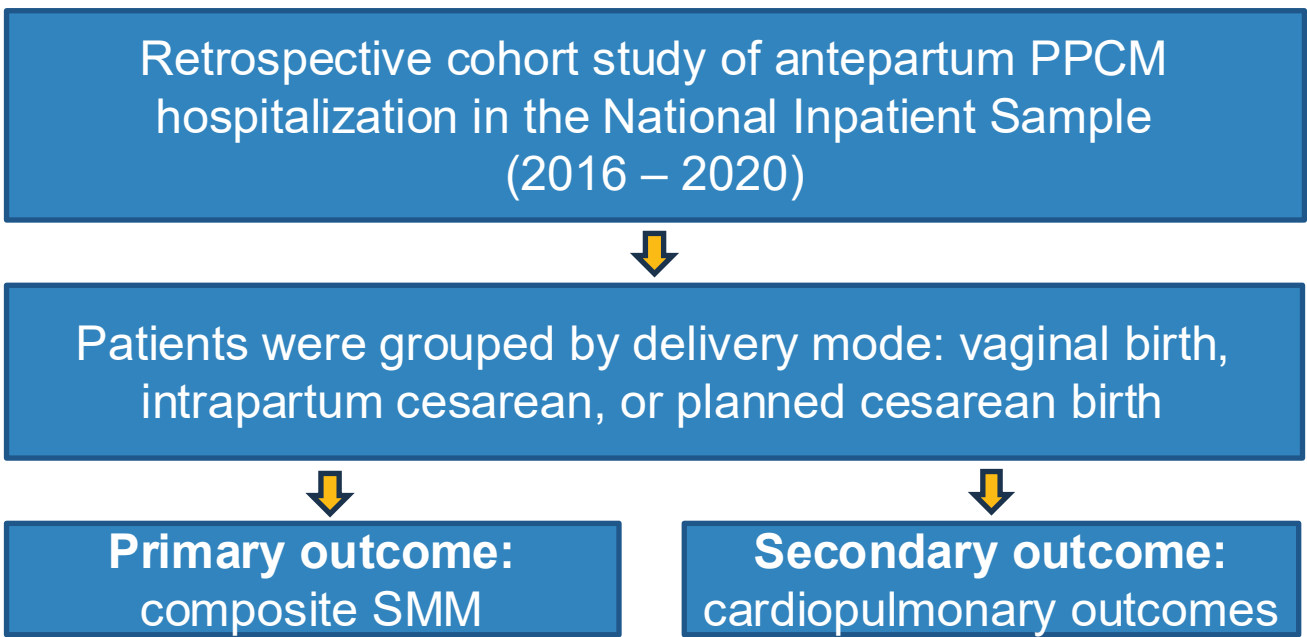 Retrospective cohort study of antepartum PPCM
hospitalization in the National Inpatient Sample
(2016 – 2020)
Patients were grouped by delivery mode: vaginal birth,
intrapartum cesarean, or planned cesarean birth
Primary outcome:
composite SMM
Secondary outcome:
cardiopulmonary outcomes